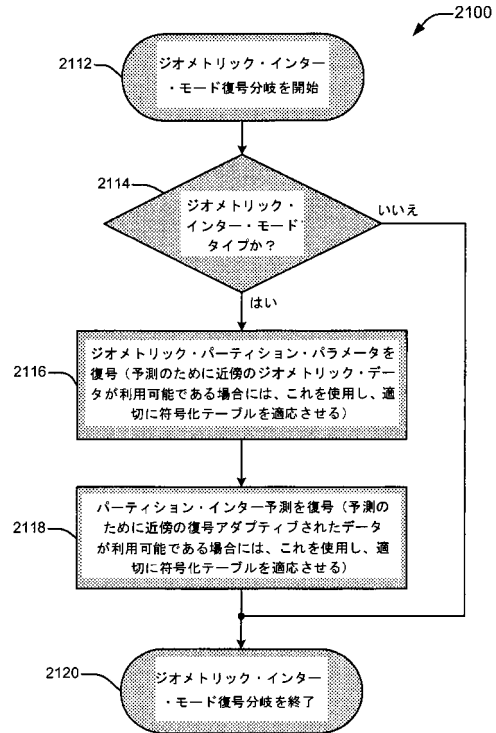 2100
2112
ジオメトリック・インター
・モード復号分岐を開始
2114
ジオメトリック・
インター・モード
タイプか?
いいえ
はい
2116
ジオメトリック・パーティション・パラメータを
復号(予測のために近傍のジオメトリック・デー
タが利用可能である場合には、これを使用し、適
切に符号化テーブルを適応させる)
2118
パーティション・インター予測を復号(予測の
ために近傍の復号アダプティブされたデータ
が利用可能である場合には、これを使用し、適
切に符号化テーブルを適応させる)
2120
ジオメトリック・インター
・モード復号分岐を終了